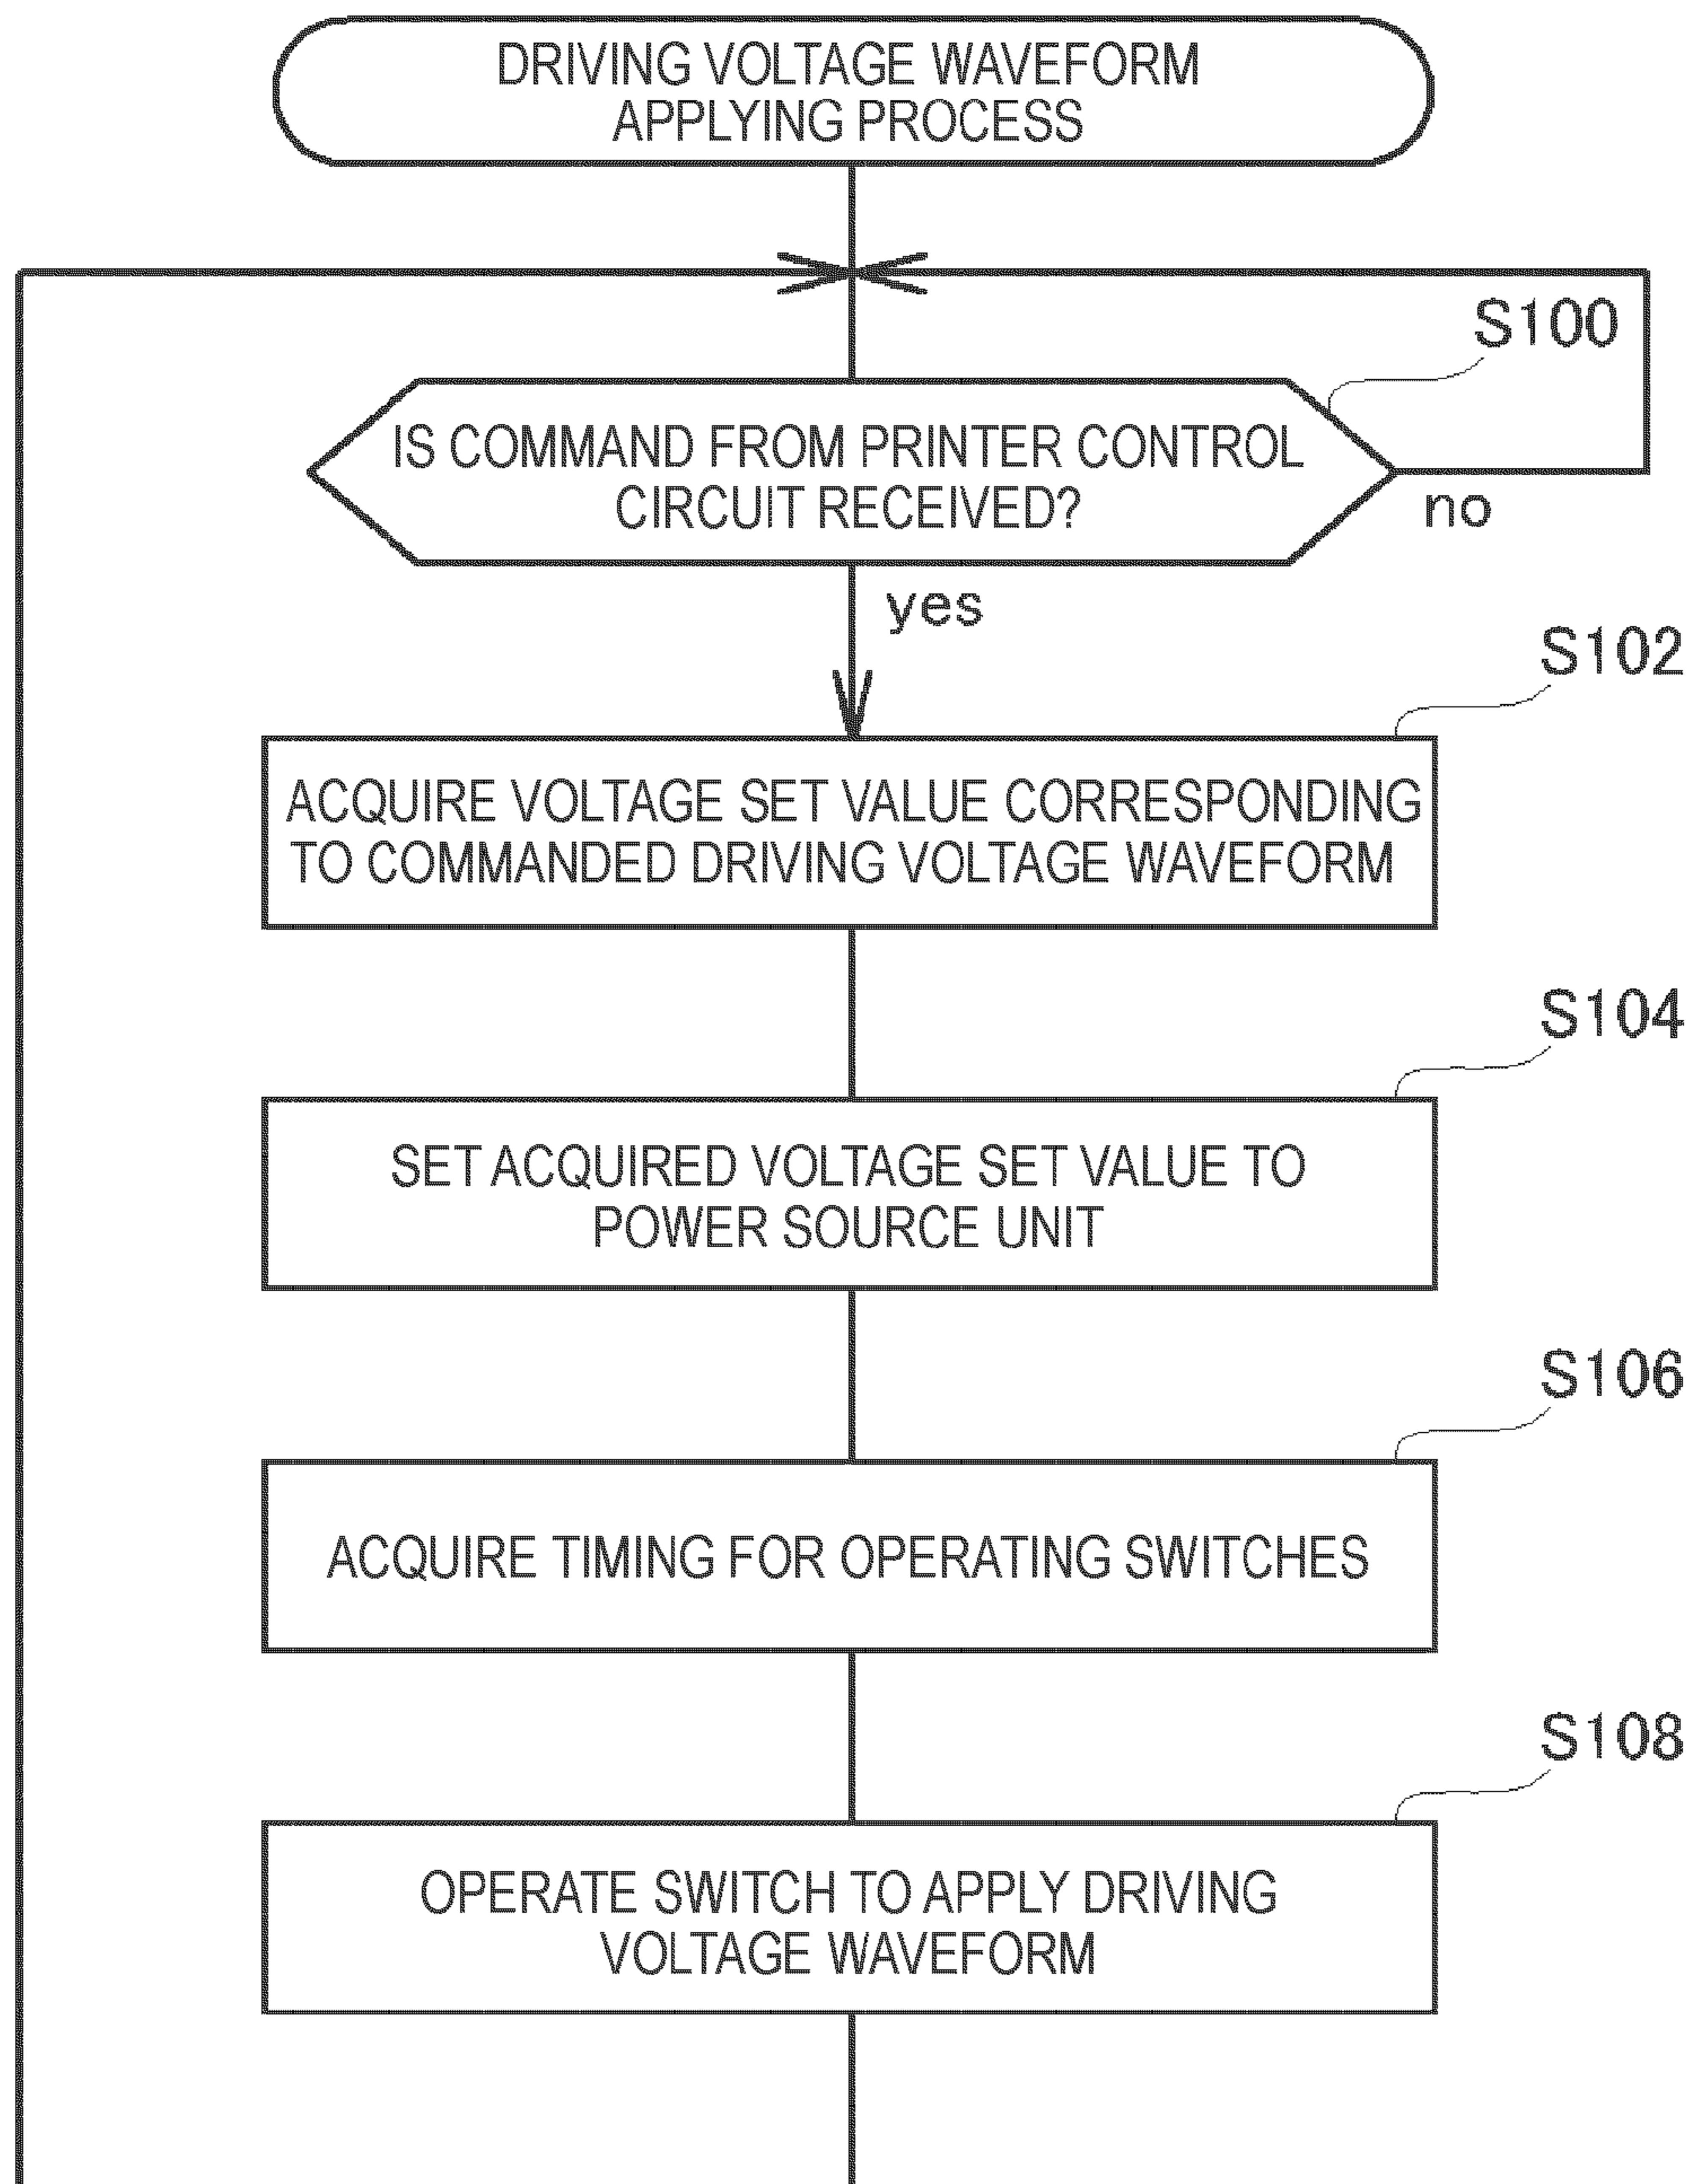 DRIVING VOLTAGE WAVEFORM
APPLYING PROCESS
S100
IS COMMAND FROM PRINTER CONTROL
CIRCUIT RECEIVED?
no
yes
S102
ACQUIRE VOLTAGE SET VALUE CORRESPONDING
TO COMMANDED DRIVING VOLTAGE WAVEFORM
S104
SET ACQUIRED VOLTAGE SET VALUE TO
POWER SOURCE UNIT
S106
ACQUIRE TIMING FOR OPERATING SWITCHES
S108
OPERATE SWITCH TO APPLY DRIVING
VOLTAGE WAVEFORM